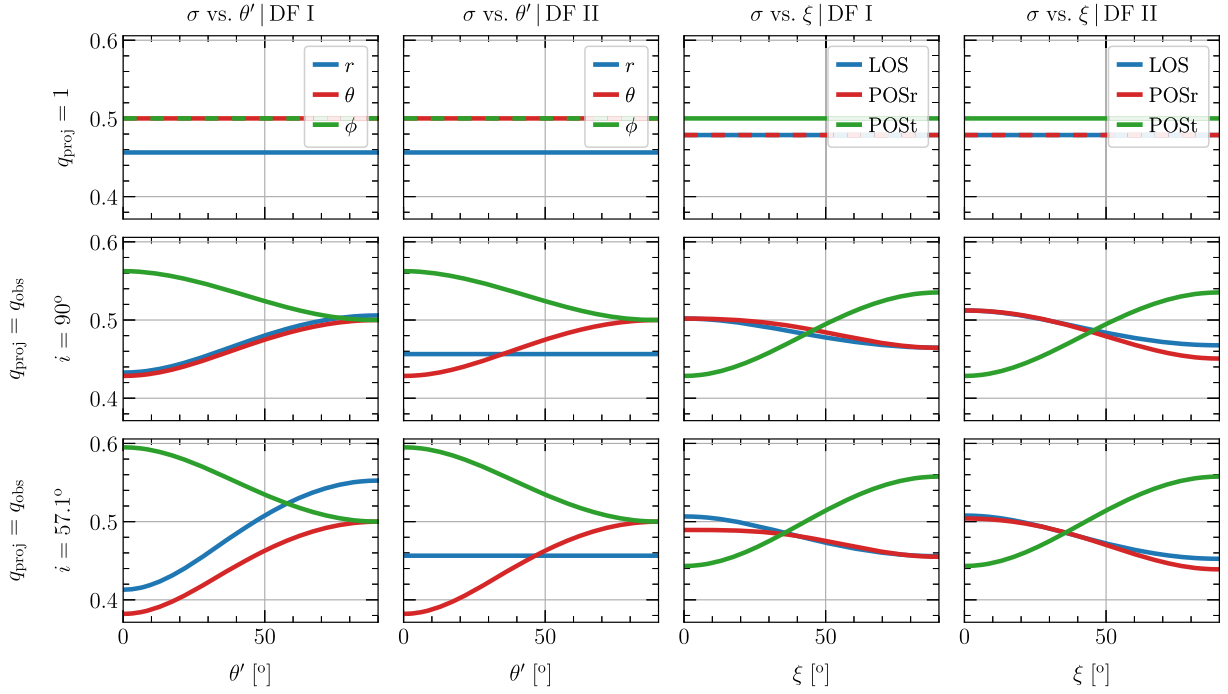 σ vs. θ′ | DF I
σ vs. θ′ | DF II
σ vs. ξ | DF I
σ vs. ξ | DF II
q_proj = 1
0.6
0.5
0.4
r
θ
ϕ
r
θ
ϕ
LOS
POSr
POSt
LOS
POSr
POSt
q_proj = q_obs
i = 90°
0.6
0.5
0.4
q_proj = q_obs
i = 57.1°
0.6
0.5
0.4
0 50
0 50
0 50
0 50
θ′ [°]
θ′ [°]
ξ [°]
ξ [°]